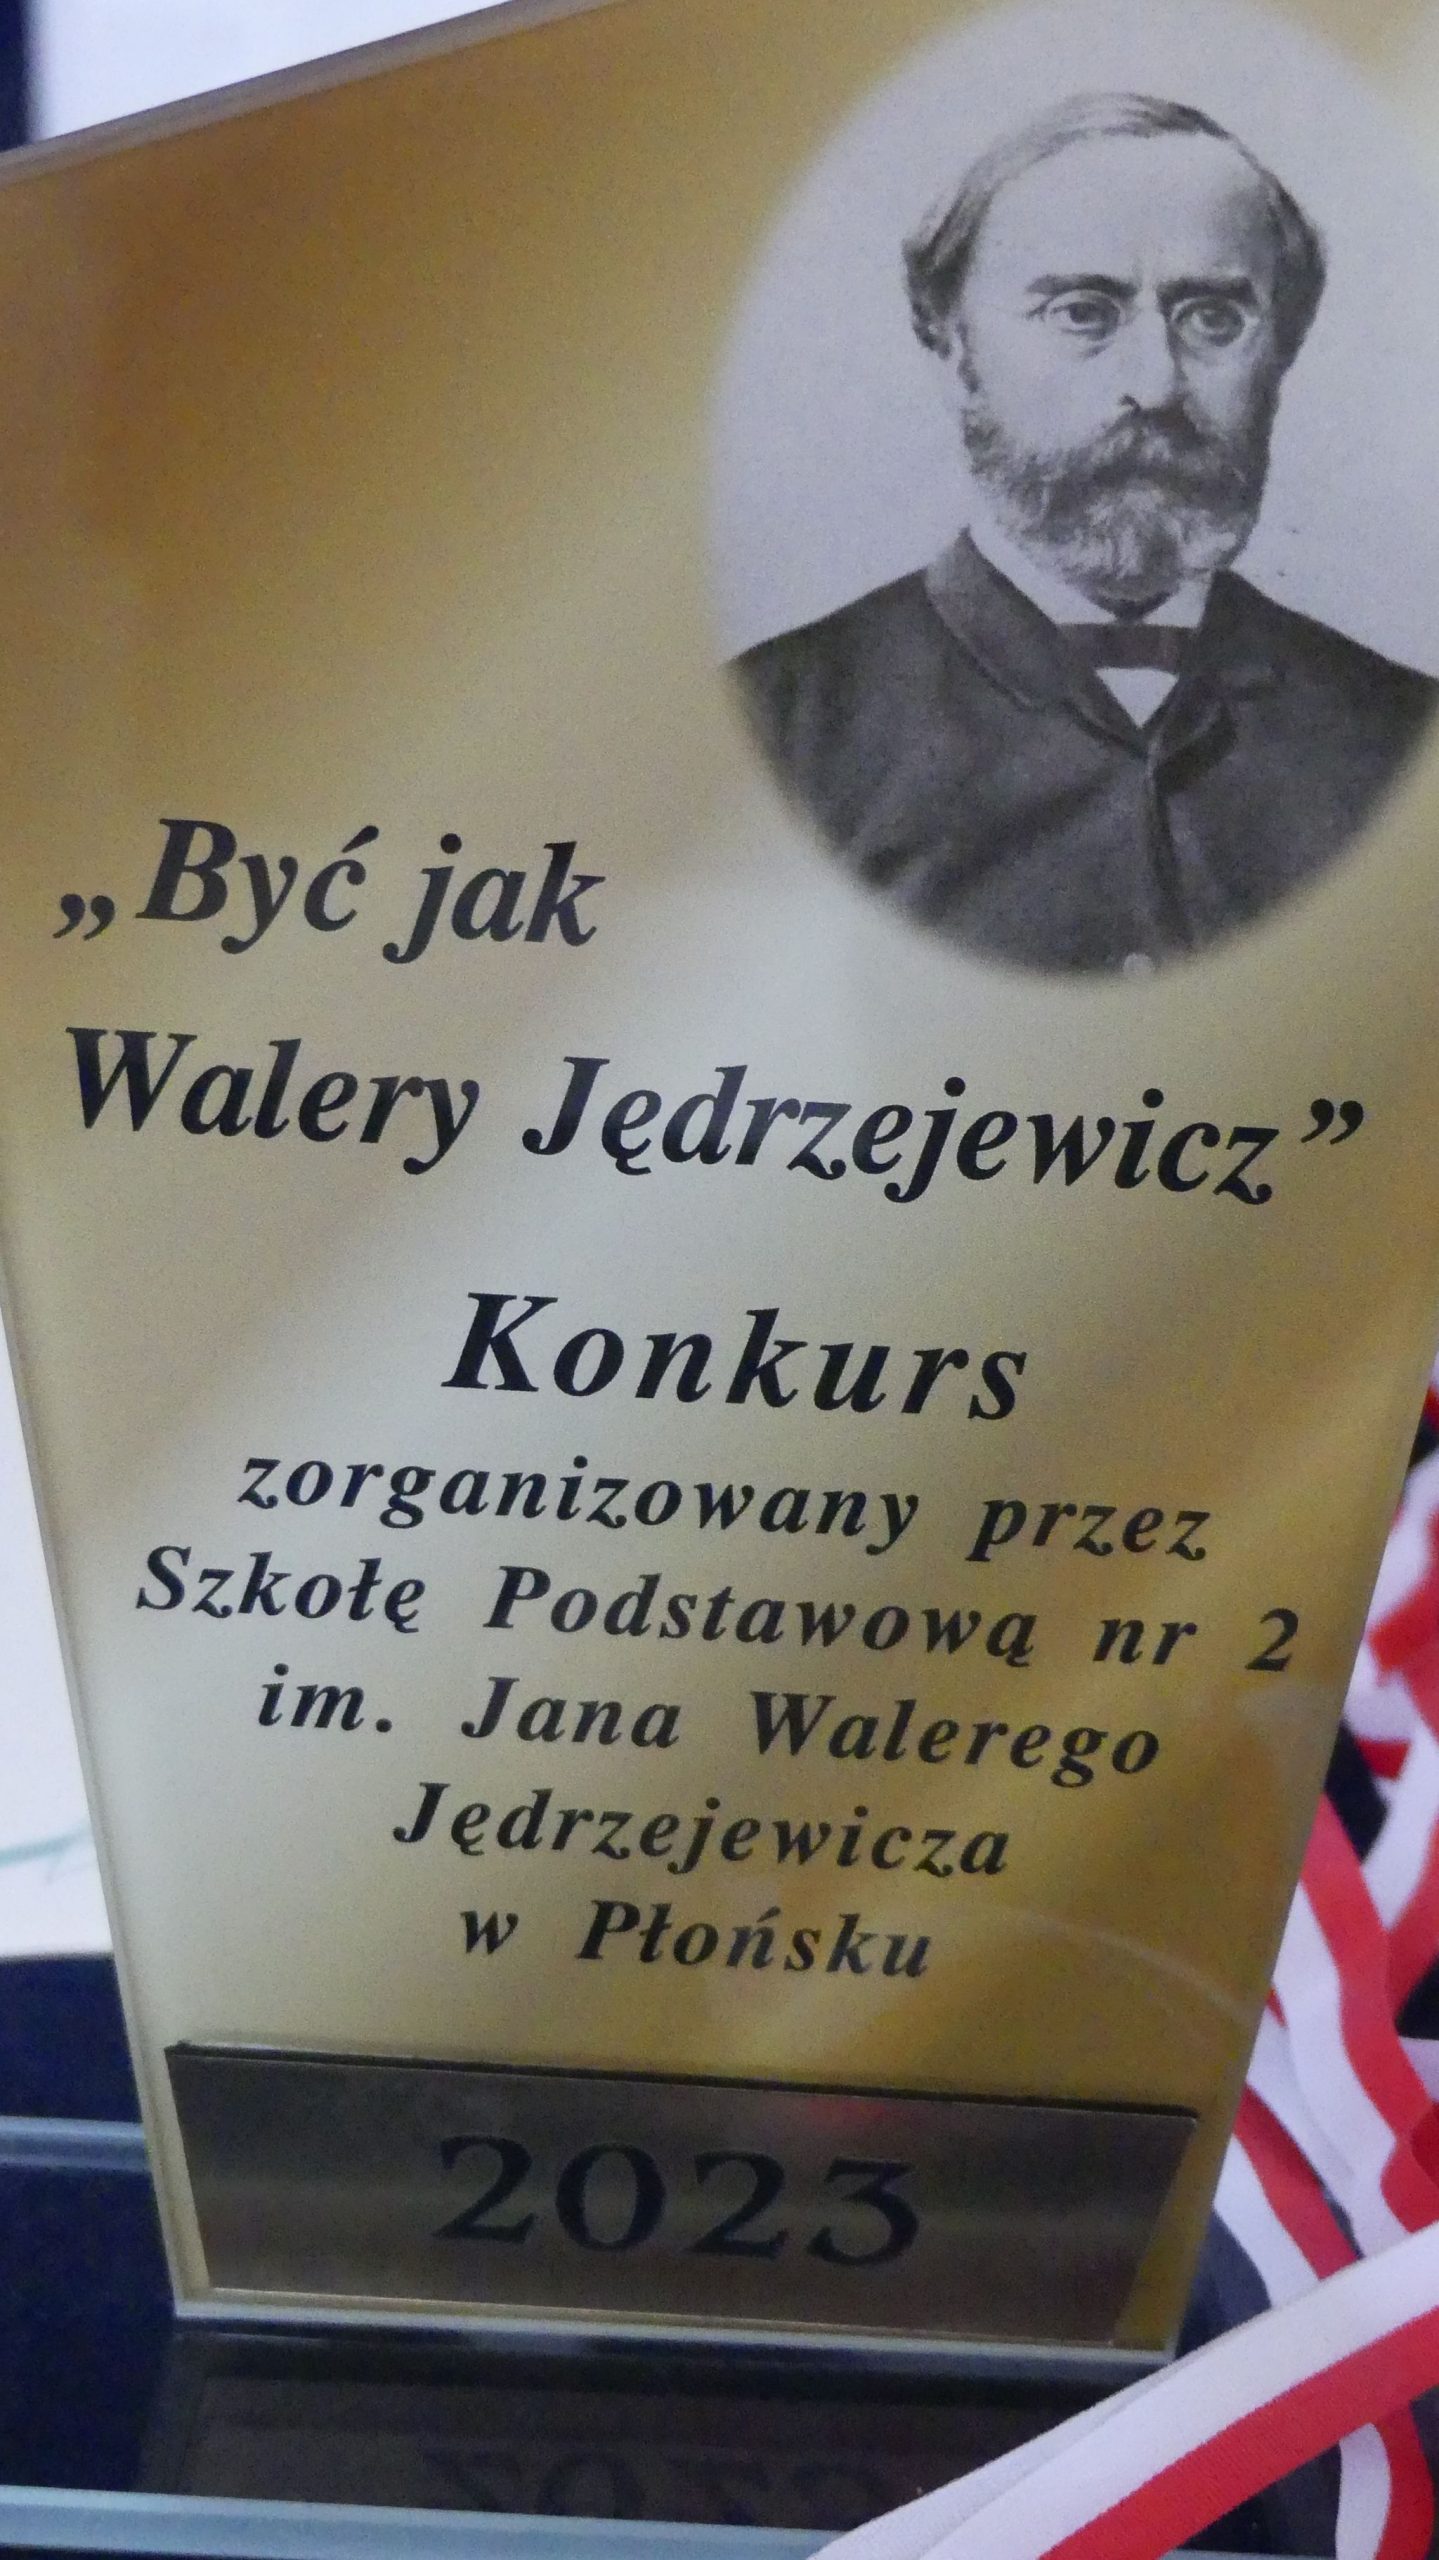 „Być jak
Walery Jędrzejewicz”
Konkurs
zorganizowany przez
Szkołę Podstawową nr 2
im. Jana Walerego
Jędrzejewicza
w Płońsku
2023